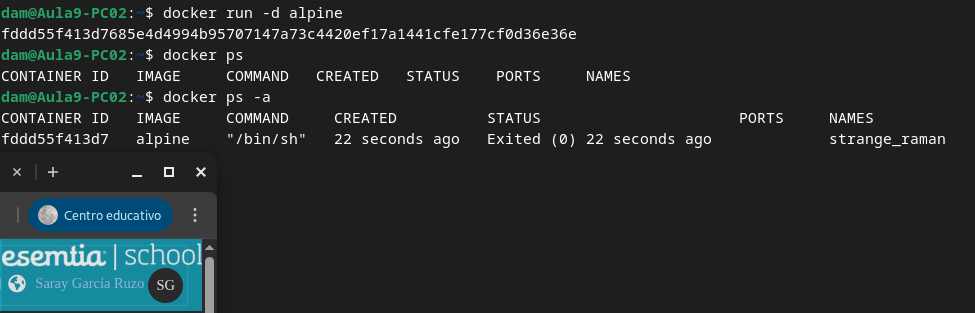 dam@Aula9-PC02:~$ docker run -d alpine
fddd55f413d7685e4d4994b95707147a73c4420ef17a1441cfe177cf0d36e36e
dam@Aula9-PC02:~$ docker ps
CONTAINER ID   IMAGE     COMMAND   CREATED   STATUS    PORTS     NAMES
dam@Aula9-PC02:~$ docker ps -a
CONTAINER ID   IMAGE     COMMAND     CREATED          STATUS                      PORTS     NAMES
fddd55f413d7   alpine    "/bin/sh"   22 seconds ago   Exited (0) 22 seconds ago             strange_raman
Centro educativo
esemtia | school
Saray García Ruzo SG